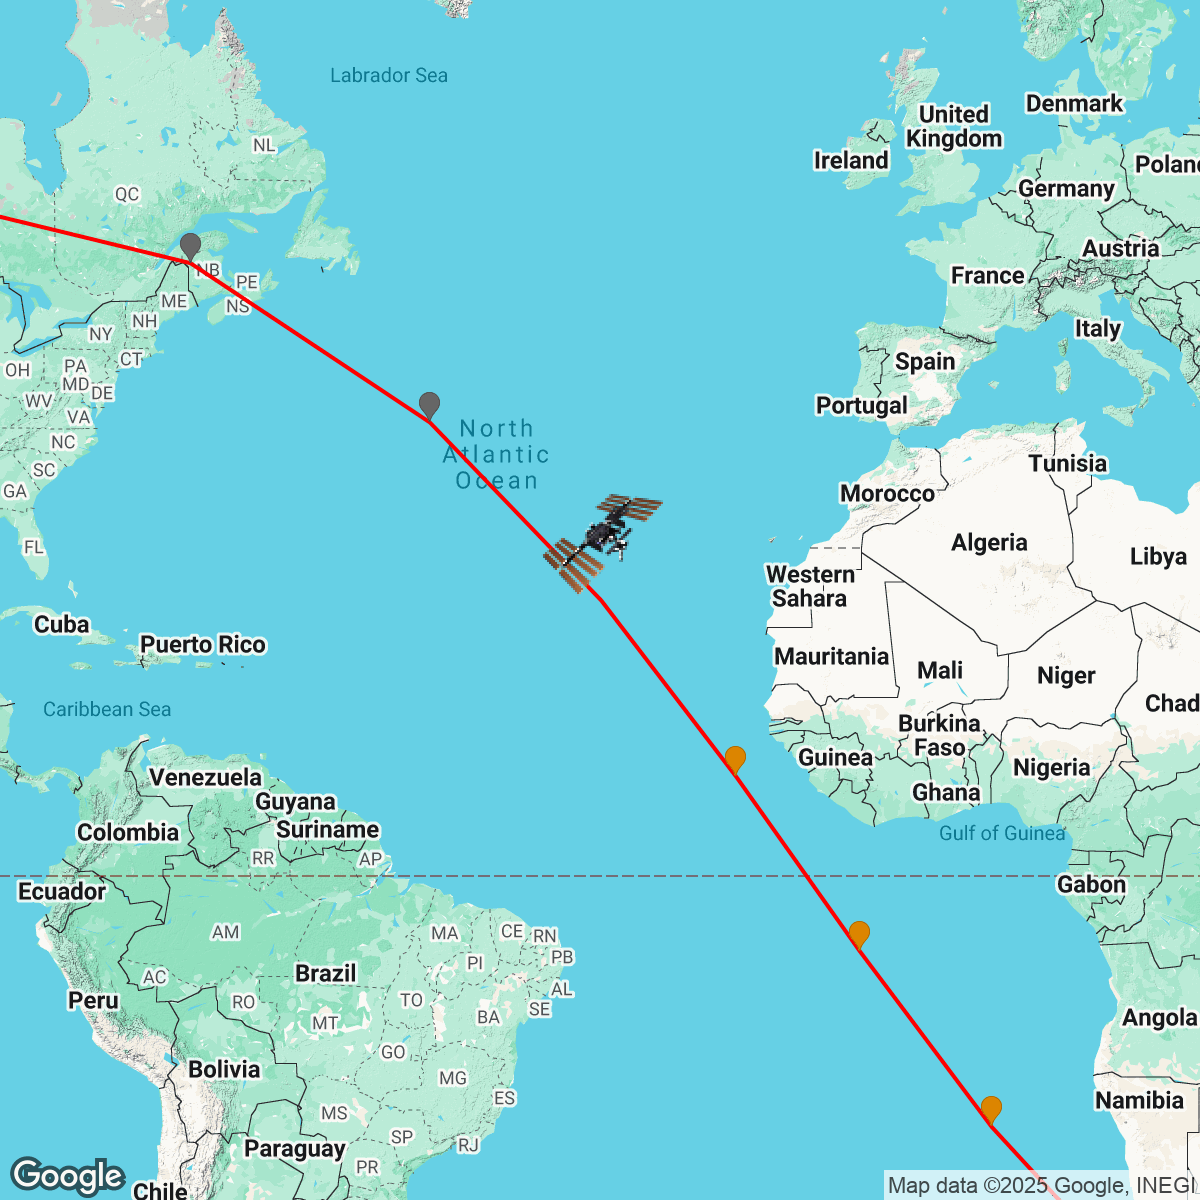 Labrador Sea
Denmark
United
Kingdom
Ireland
Poland
NL
QC
Germany
Austria
NB
PE
France
ME
NS
NH
NY
Italy
CT
OH
PA
MD
DE
WV
VA
Spain
Portugal
NC
SC
GA
North
Atlantic
Ocean
Tunisia
Morocco
FL
Algeria
Libya
Western
Sahara
Cuba
Puerto Rico
Mauritania
Mali
Niger
Chad
Caribbean Sea
Burkina
Faso
Guinea
Nigeria
Venezuela
Ghana
Guyana
Colombia
Suriname
Gulf of Guinea
RR
AP
Ecuador
Gabon
AM
MA
CE
RN
PB
PI
AC
Brazil
AL
Peru
RO
TO
SE
MT
BA
Angola
GO
Bolivia
MG
ES
Namibia
MS
SP
RJ
Paraguay
PR
Google
Chile
Map data ©2025 Google, INEGI